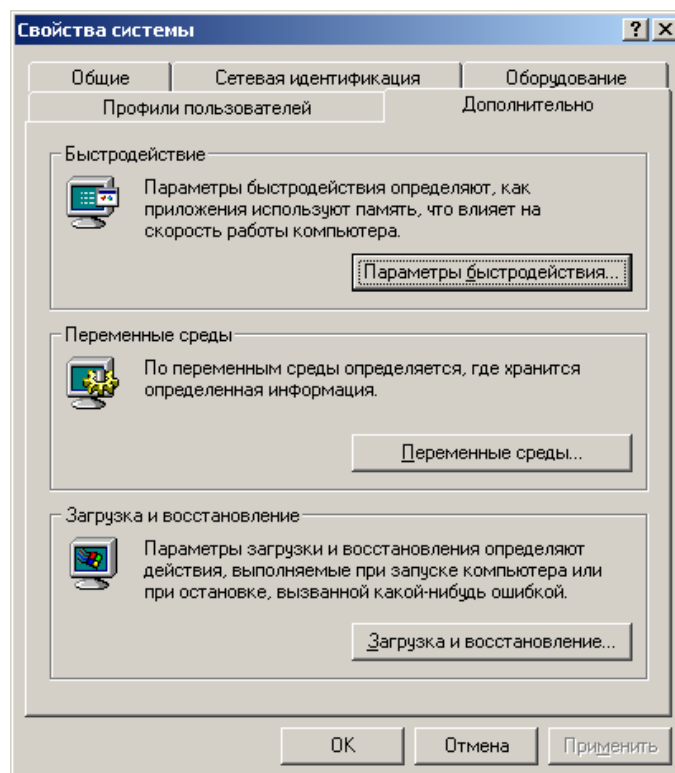 Свойства системы
Общие
Сетевая идентификация
Оборудование
Профили пользователей
Дополнительно
Быстродействие
Параметры быстродействия определяют, как
приложения используют память, что влияет на
скорость работы компьютера.
Параметры быстродействия...
Переменные среды
По переменным среды определяется, где хранится
определенная информация.
Переменные среды...
Загрузка и восстановление
Параметры загрузки и восстановления определяют
действия, выполняемые при запуске компьютера или
при остановке, вызванной какой-нибудь ошибкой.
Загрузка и восстановление...
OK
Отмена
Применить